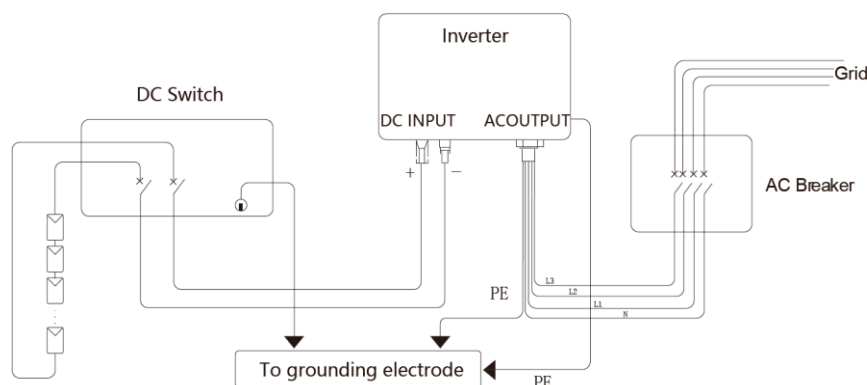 Inverter
Grid
DC Switch
DC INPUT
ACOUTPUT
+
−
AC Breaker
L3
PE
L2
L1
N
To grounding electrode
PE